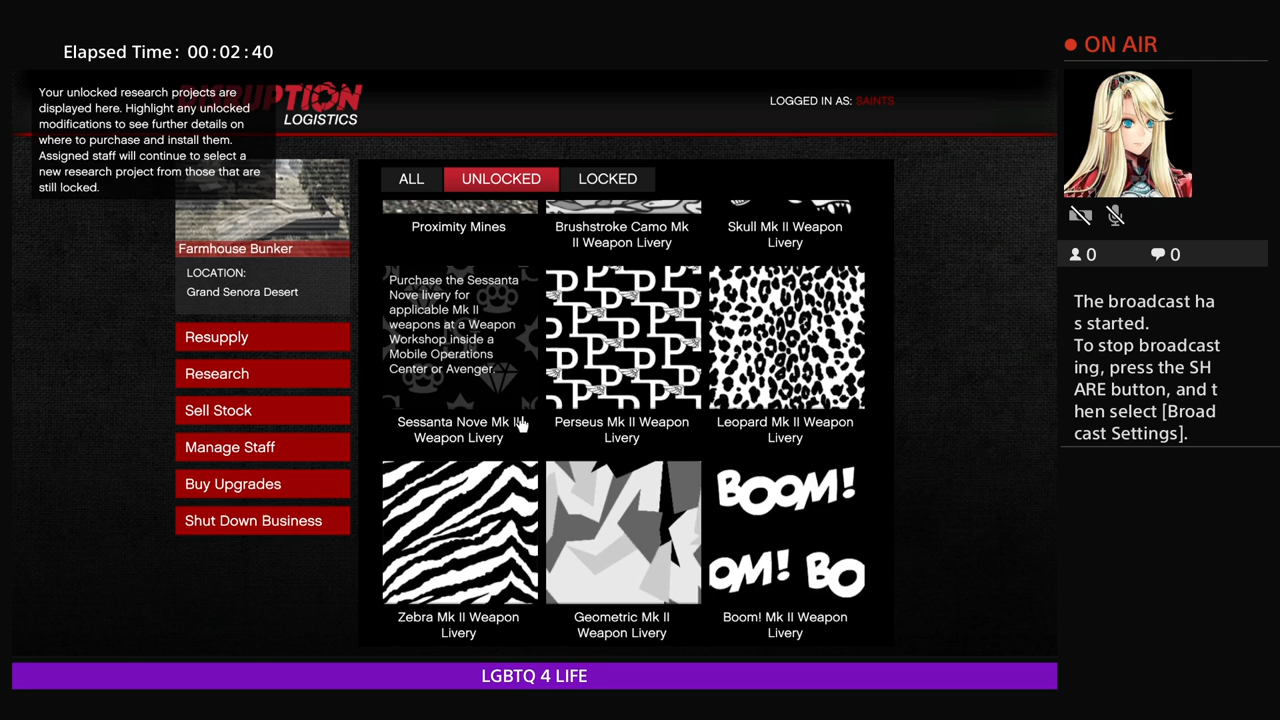 Elapsed Time: 00:02:40
ON AIR
Your unlocked research projects are
displayed here. Highlight any unlocked
modifications to see further details on
where to purchase and install them.
Assigned staff will continue to select a
new research project from those that are
still locked.
DISRUPTION
LOGISTICS
LOGGED IN AS: SAINTS
Farmhouse Bunker
LOCATION:
Grand Senora Desert
Resupply
Research
Sell Stock
Manage Staff
Buy Upgrades
Shut Down Business
ALL
UNLOCKED
LOCKED
Proximity Mines
Brushstroke Camo Mk
II Weapon Livery
Skull Mk II Weapon
Livery
Purchase the Sessanta
Nove livery for
applicable Mk II
weapons at a Weapon
Workshop inside a
Mobile Operations
Center or Avenger.
Sessanta Nove Mk II
Weapon Livery
Perseus Mk II Weapon
Livery
Leopard Mk II Weapon
Livery
BOOM!
OM! BO
Zebra Mk II Weapon
Livery
Geometric Mk II
Weapon Livery
Boom! Mk II Weapon
Livery
0
0
The broadcast ha
s started.
To stop broadcast
ing, press the SH
ARE button, and t
hen select [Broad
cast Settings].
LGBTQ 4 LIFE